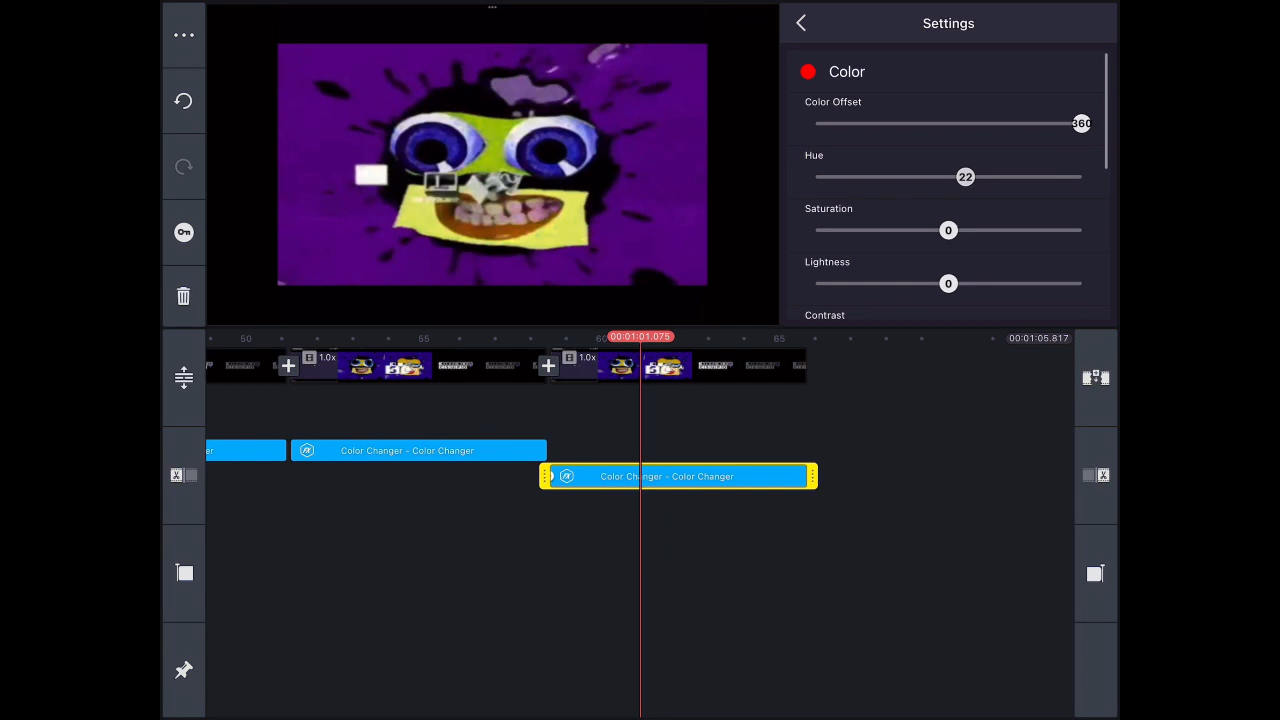 Settings
Color
Color Offset
360
Hue
22
Saturation
0
Lightness
0
Contrast
50
55
60
00:01:01.075
65
00:01:05.817
1.0x
1.0x
er
Color Changer - Color Changer
Color Changer - Color Changer